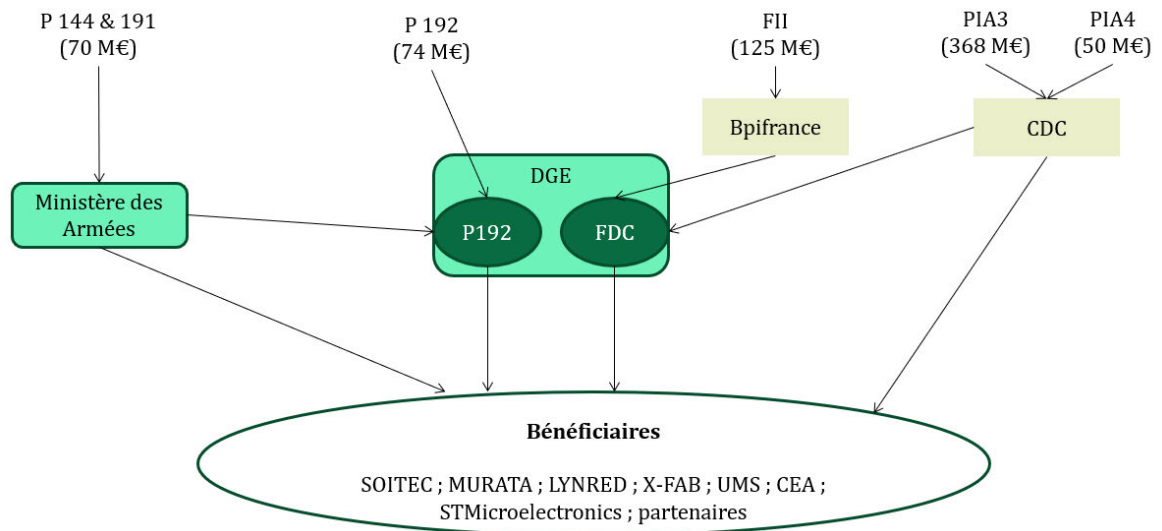 P 144 & 191
(70 M€)
P 192
(74 M€)
FII
(125 M€)
PIA3
(368 M€)
PIA4
(50 M€)
Bpifrance
CDC
DGE
Ministère des
Armées
P192
FDC
Bénéficiaires
SOITEC ; MURATA ; LYNRED ; X-FAB ; UMS ; CEA ;
STMicroelectronics ; partenaires